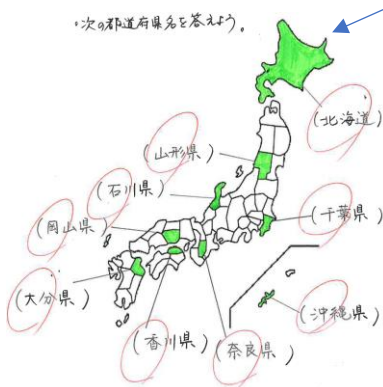 ・次の都道府県名を答えよう。
(北海道)
(山形県)
(石川県)
(千葉県)
(岡山県)
(大分県)
(沖縄県)
(香川県)
(奈良県)